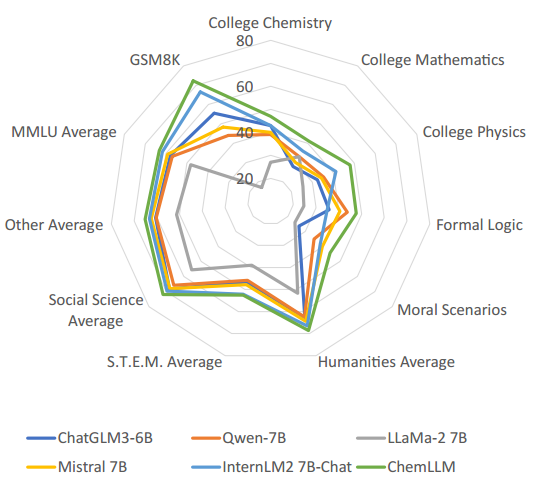 College Chemistry
80
GSM8K
College Mathematics
60
MMLU Average
40
College Physics
20
Other Average
Formal Logic
Social Science
Average
Moral Scenarios
S.T.E.M. Average
Humanities Average
ChatGLM3-6B
Qwen-7B
LLaMa-2 7B
Mistral 7B
InternLM2 7B-Chat
ChemLLM